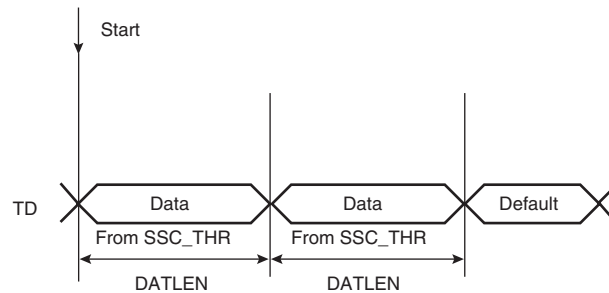 Start
TD
Data
Data
Default
From SSC_THR
From SSC_THR
DATLEN
DATLEN